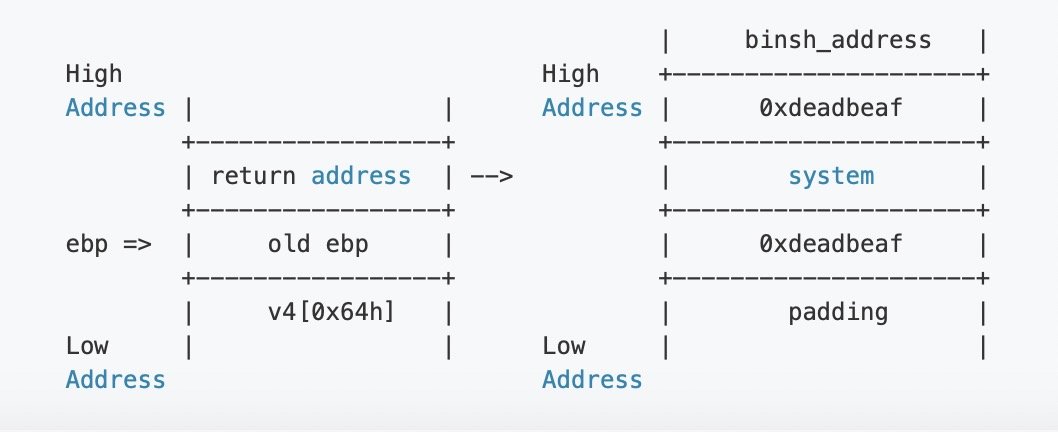 | binsh_address |
High High +---------------------+
Address | | Address | 0xdeadbeaf |
+-----------------+ +---------------------+
| return address | --> | system |
+-----------------+ +---------------------+
ebp => | old ebp | | 0xdeadbeaf |
+-----------------+ +---------------------+
| v4[0x64h] | | padding |
Low | | Low | |
Address Address